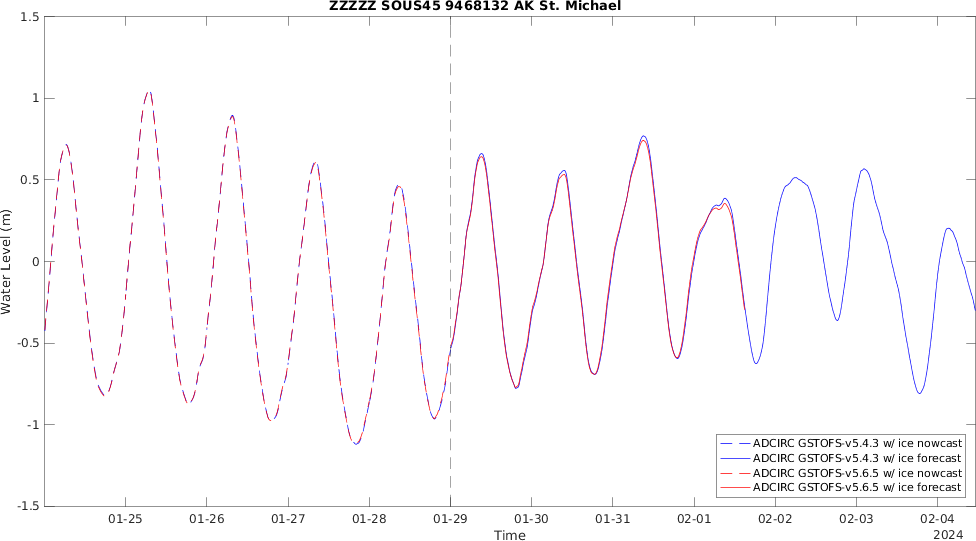 ZZZZZ SOUS45 9468132 AK St. Michael
1.5
1
0.5
0
-0.5
-1
-1.5
Water Level (m)
ADCIRC GSTOFS-v5.4.3 w/ ice nowcast
ADCIRC GSTOFS-v5.4.3 w/ ice forecast
ADCIRC GSTOFS-v5.6.5 w/ ice nowcast
ADCIRC GSTOFS-v5.6.5 w/ ice forecast
01-25 01-26 01-27 01-28 01-29 01-30 01-31 02-01 02-02 02-03 02-04
Time
2024